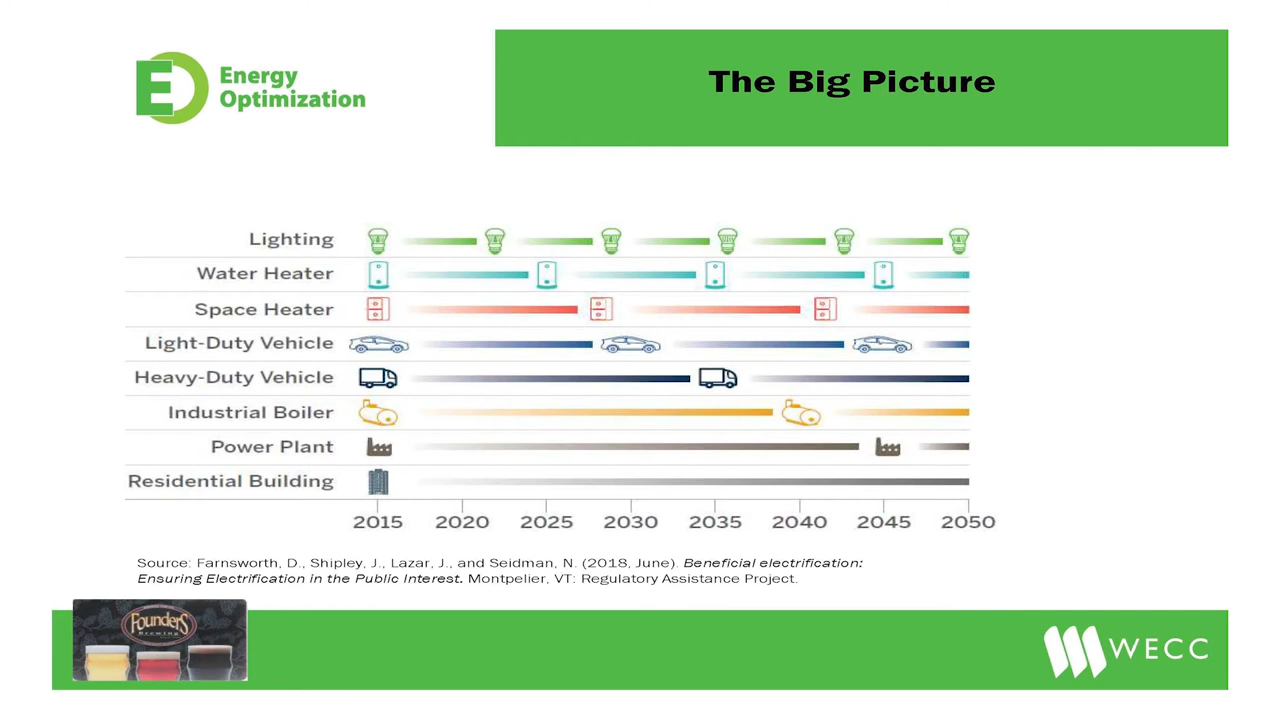 Energy
Optimization
The Big Picture
Lighting
Water Heater
Space Heater
Light-Duty Vehicle
Heavy-Duty Vehicle
Industrial Boiler
Power Plant
Residential Building
2015 2020 2025 2030 2035 2040 2045 2050
Source: Farnsworth, D., Shipley, J., Lazar, J., and Seidman, N. (2018, June). Beneficial electrification:
Ensuring Electrification in the Public Interest. Montpelier, VT: Regulatory Assistance Project.
FOUNDERS
Brewing
WECC